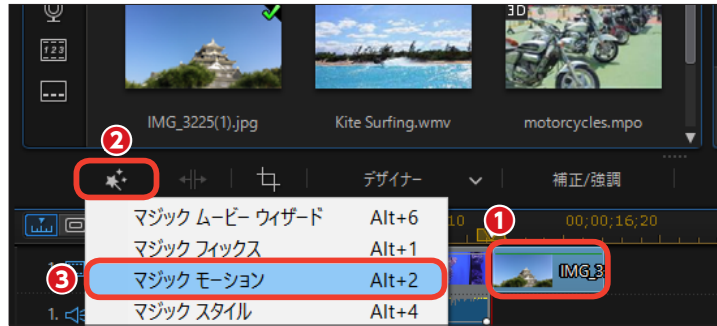 3D
123
IMG_3225(1).jpg Kite Surfing.wmv motorcycles.mpo
2
デザイナー 補正/強調
マジック ムービー ウィザード Alt+6
10 1 00;00;16;20
マジック フィックス Alt+1
3 マジック モーション Alt+2
IMG_3
1. マジック スタイル Alt+4